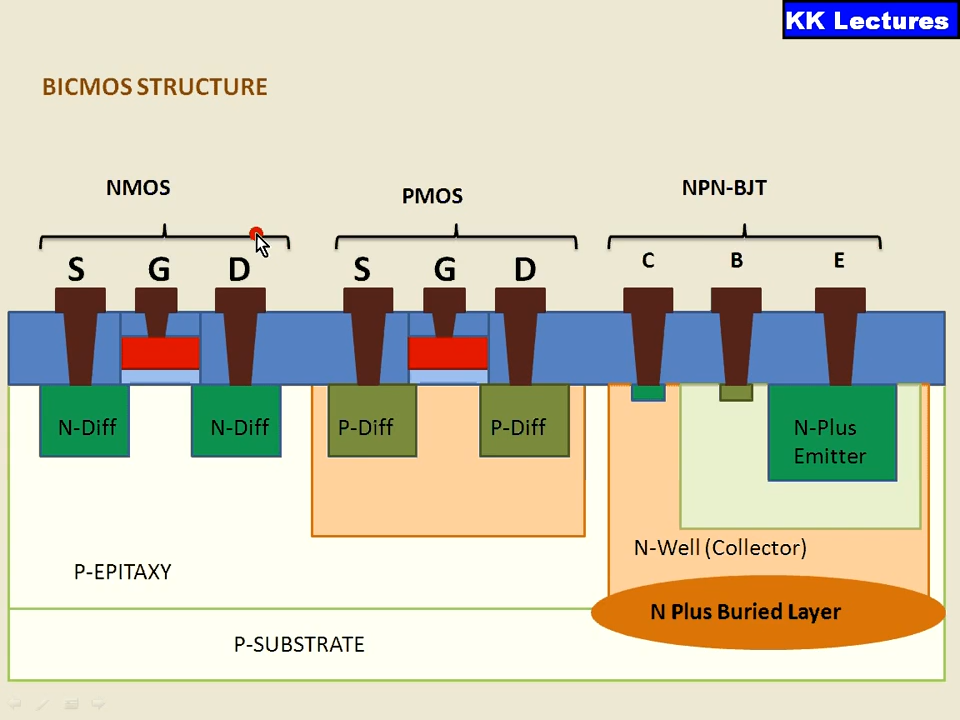 KK Lectures
BICMOS STRUCTURE
NMOS
PMOS
NPN-BJT
S G D
S G D
C B E
N-Diff
N-Diff
P-Diff
P-Diff
N-Plus
Emitter
N-Well (Collector)
P-EPITAXY
N Plus Buried Layer
P-SUBSTRATE